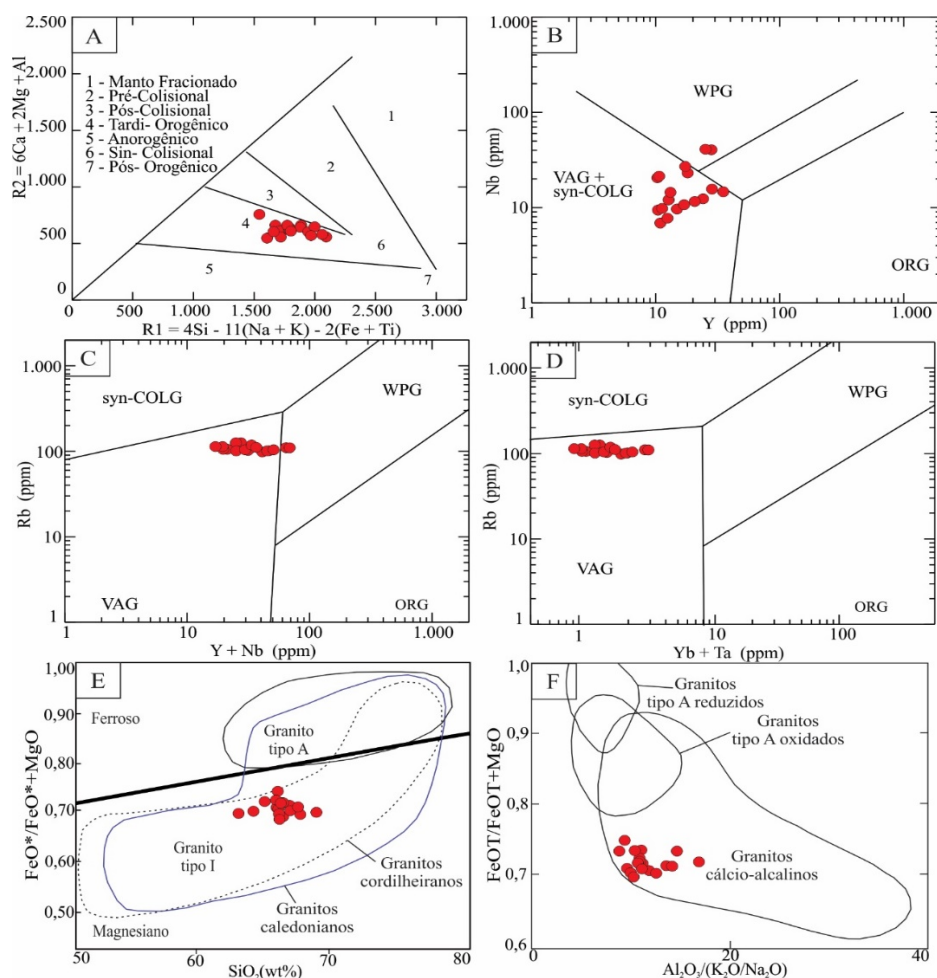 A
R2 = 6Ca + 2Mg + Al
2.500
2.000
1.500
1.000
500
0
1 - Manto Fracionado
2 - Pré-Colisional
3 - Pós-Colisional
4 - Tardi- Orogênico
5 - Anorogênico
6 - Sin- Colisional
7 - Pós- Orogênico
1
2
3
4
5
6
7
0
500
1.000
1.500
2.000
2.500
3.000
R1 = 4Si - 11(Na + K) - 2(Fe + Ti)
B
Nb (ppm)
1.000
100
10
1
WPG
VAG +
syn-COLG
ORG
1
10
100
1.000
Y (ppm)
C
Rb (ppm)
1.000
100
10
1
syn-COLG
WPG
VAG
ORG
1
10
100
1.000
Y + Nb (ppm)
D
Rb (ppm)
1.000
100
10
1
syn-COLG
WPG
VAG
ORG
1
10
100
Yb + Ta (ppm)
E
FeO*/FeO*+MgO
1,00
0,90
0,80
0,70
0,60
0,50
Ferroso
Granito
tipo A
Granito
tipo I
Granitos
cordilheiranos
Granitos
caledonianos
Magnesiano
50
60
70
80
SiO₂(wt%)
F
FeOT/FeOT+MgO
1,0
0,9
0,8
0,7
0,6
Granitos
tipo A reduzidos
Granitos
tipo A oxidados
Granitos
cálcio-alcalinos
0
20
40
Al₂O₃/(K₂O/Na₂O)